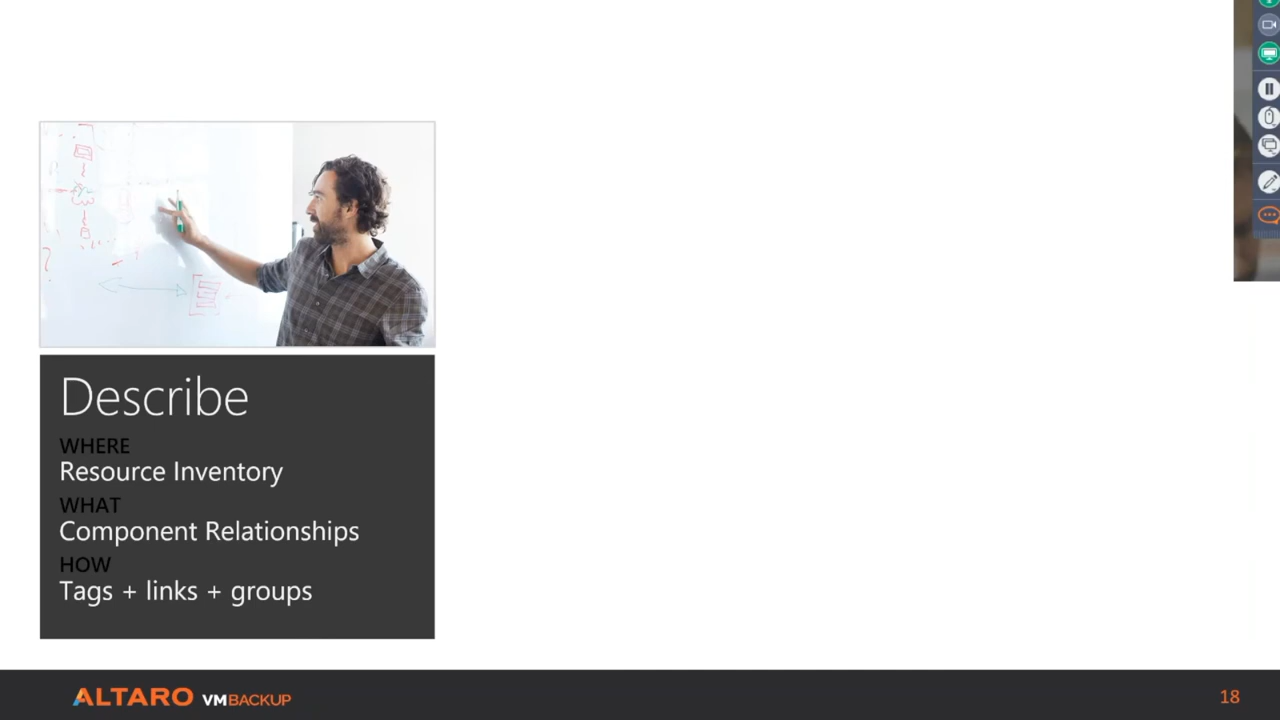 Describe
WHERE
Resource Inventory
WHAT
Component Relationships
HOW
Tags + links + groups
ALTARO VMBACKUP
18